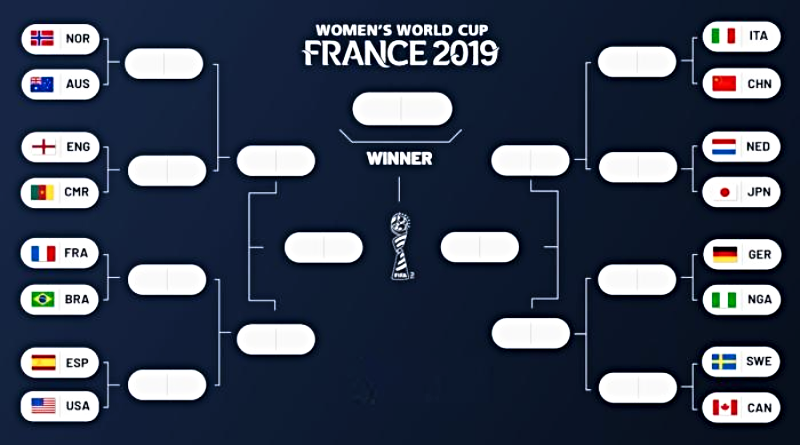 WOMEN'S WORLD CUP
FRANCE 2019
WINNER
FIFA
NOR
AUS
ENG
CMR
FRA
BRA
ESP
USA
ITA
CHN
NED
JPN
GER
NGA
SWE
CAN